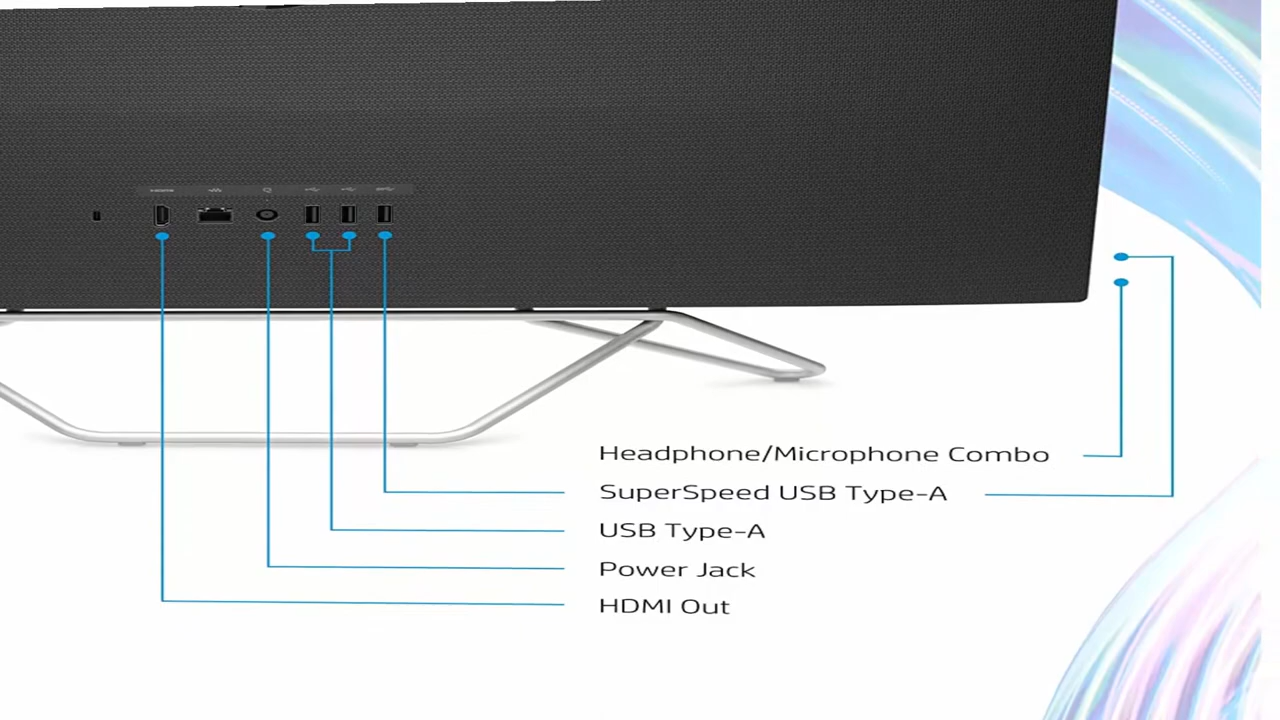 Headphone/Microphone Combo
SuperSpeed USB Type-A
USB Type-A
Power Jack
HDMI Out